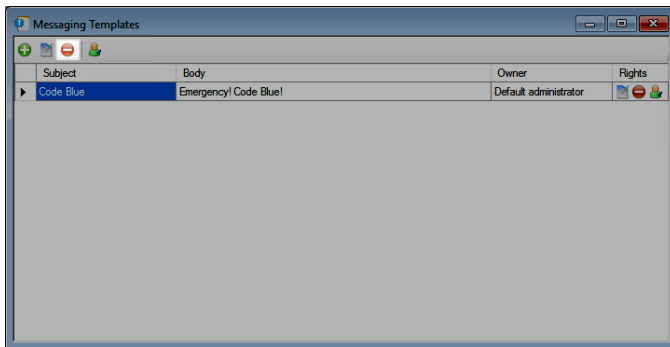 Messaging Templates
Subject Body Owner Rights
Code Blue Emergency! Code Blue! Default administrator